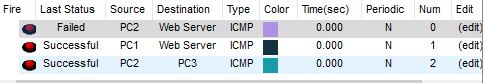 Fire Last Status Source Destination Type Color Time(sec) Periodic Num Edit
Failed PC2 Web Server ICMP 0.000 N 0 (edit)
Successful PC1 Web Server ICMP 0.000 N 1 (edit)
Successful PC2 PC3 ICMP 0.000 N 2 (edit)